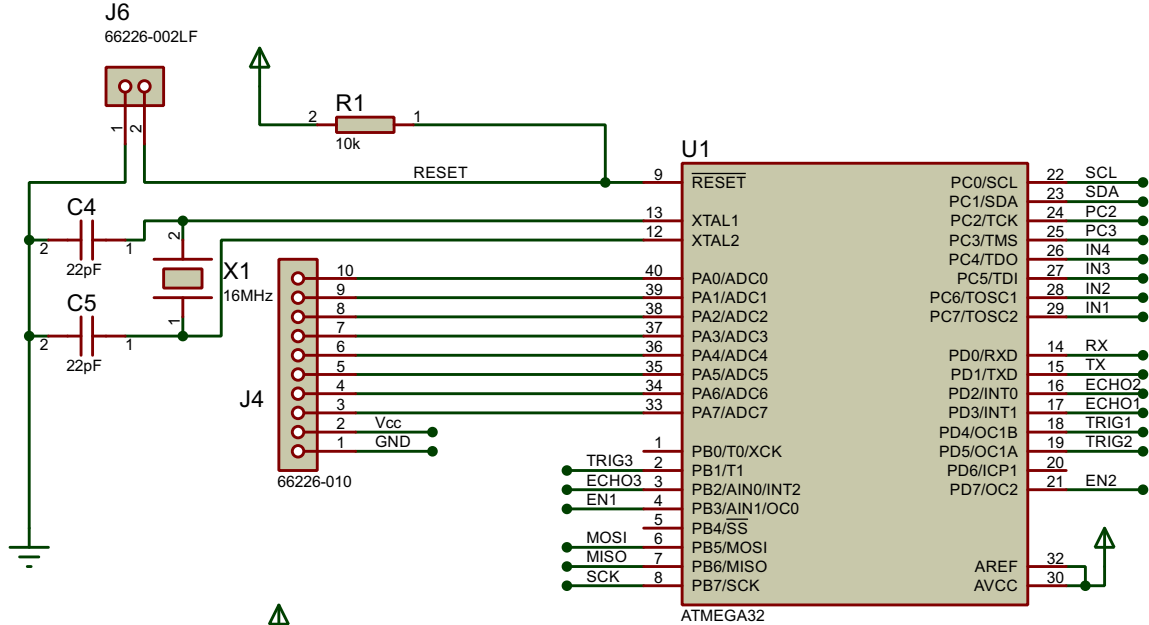 J6
66226-002LF
1
2
R1
2
1
10k
RESET
C4
2
1
22pF
C5
2
1
22pF
2
X1
16MHz
1
J4
10
9
8
7
6
5
4
3
2 Vcc
1 GND
66226-010
U1
9 RESET
13 XTAL1
12 XTAL2
40 PA0/ADC0
39 PA1/ADC1
38 PA2/ADC2
37 PA3/ADC3
36 PA4/ADC4
35 PA5/ADC5
34 PA6/ADC6
33 PA7/ADC7
1 PB0/T0/XCK
TRIG3 2 PB1/T1
ECHO3 3 PB2/AIN0/INT2
EN1 4 PB3/AIN1/OC0
5 PB4/SS
MOSI 6 PB5/MOSI
MISO 7 PB6/MISO
SCK 8 PB7/SCK
PC0/SCL 22 SCL
PC1/SDA 23 SDA
PC2/TCK 24 PC2
PC3/TMS 25 PC3
PC4/TDO 26 IN4
PC5/TDI 27 IN3
PC6/TOSC1 28 IN2
PC7/TOSC2 29 IN1
PD0/RXD 14 RX
PD1/TXD 15 TX
PD2/INT0 16 ECHO2
PD3/INT1 17 ECHO1
PD4/OC1B 18 TRIG1
PD5/OC1A 19 TRIG2
PD6/ICP1 20
PD7/OC2 21 EN2
AREF 32
AVCC 30
ATMEGA32